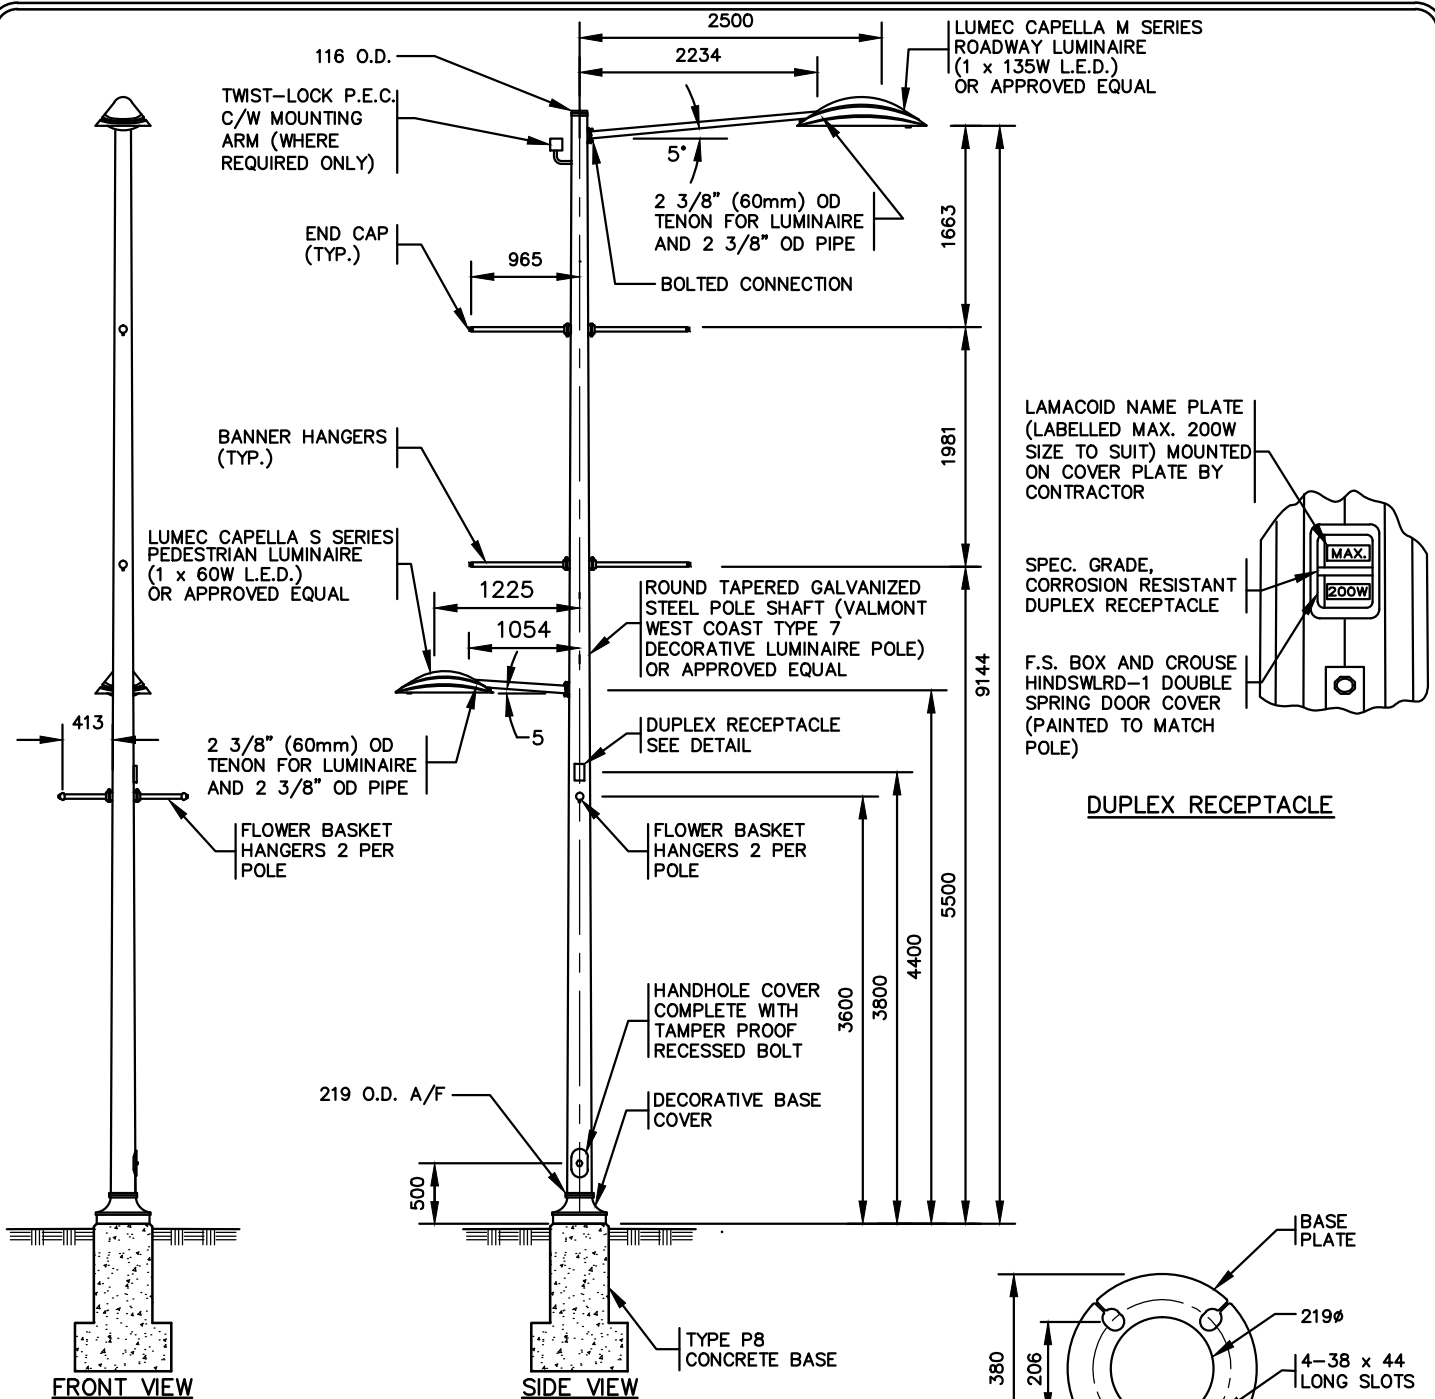 2500
2234
LUMEC CAPELLA M SERIES
ROADWAY LUMINAIRE
(1 x 135W L.E.D.)
OR APPROVED EQUAL
116 O.D.
TWIST-LOCK P.E.C.
C/W MOUNTING
ARM (WHERE
REQUIRED ONLY)
5°
2 3/8" (60mm) OD
TENON FOR LUMINAIRE
AND 2 3/8" OD PIPE
1663
END CAP
(TYP.)
965
BOLTED CONNECTION
BANNER HANGERS
(TYP.)
1981
LAMACOID NAME PLATE
(LABELLED MAX. 200W
SIZE TO SUIT) MOUNTED
ON COVER PLATE BY
CONTRACTOR
MAX.
200W
SPEC. GRADE,
CORROSION RESISTANT
DUPLEX RECEPTACLE
F.S. BOX AND CROUSE
HINDSWLRD-1 DOUBLE
SPRING DOOR COVER
(PAINTED TO MATCH
POLE)
DUPLEX RECEPTACLE
LUMEC CAPELLA S SERIES
PEDESTRIAN LUMINAIRE
(1 x 60W L.E.D.)
OR APPROVED EQUAL
1225
1054
ROUND TAPERED GALVANIZED
STEEL POLE SHAFT (VALMONT
WEST COAST TYPE 7
DECORATIVE LUMINAIRE POLE)
OR APPROVED EQUAL
9144
413
2 3/8" (60mm) OD
TENON FOR LUMINAIRE
AND 2 3/8" OD PIPE
5
DUPLEX RECEPTACLE
SEE DETAIL
FLOWER BASKET
HANGERS 2 PER
POLE
FLOWER BASKET
HANGERS 2 PER
POLE
5500
4400
3800
3600
HANDHOLE COVER
COMPLETE WITH
TAMPER PROOF
RECESSED BOLT
219 O.D. A/F
DECORATIVE BASE
COVER
500
TYPE P8
CONCRETE BASE
FRONT VIEW
SIDE VIEW
BASE
PLATE
219ø
380
206
4-38 x 44
LONG SLOTS